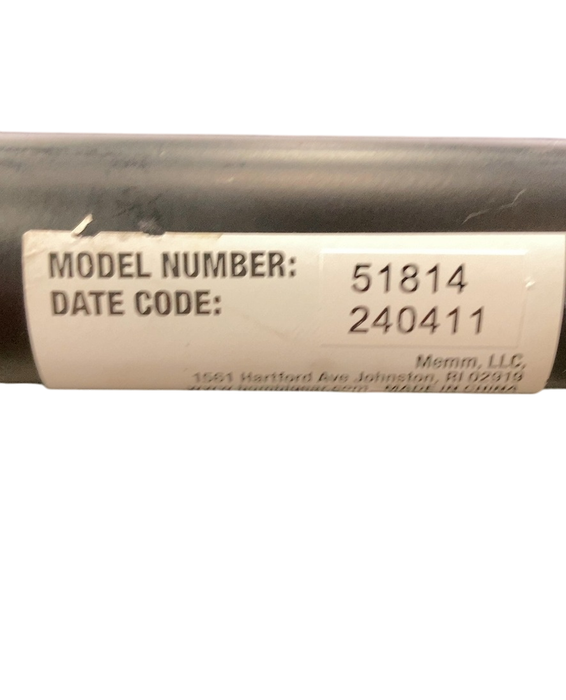 MODEL NUMBER: 51814
DATE CODE: 240411
Memm, LLC,
1561 Hartford Ave Johnston, RI 02919
MADE IN CHINA